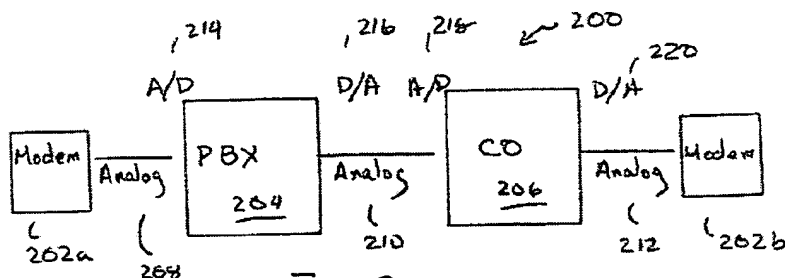 214 216 218 200
A/D D/A A/D D/A 220
Modem Analog PBX Analog CO Analog Modem
204 206
202a 208 210 212 202b